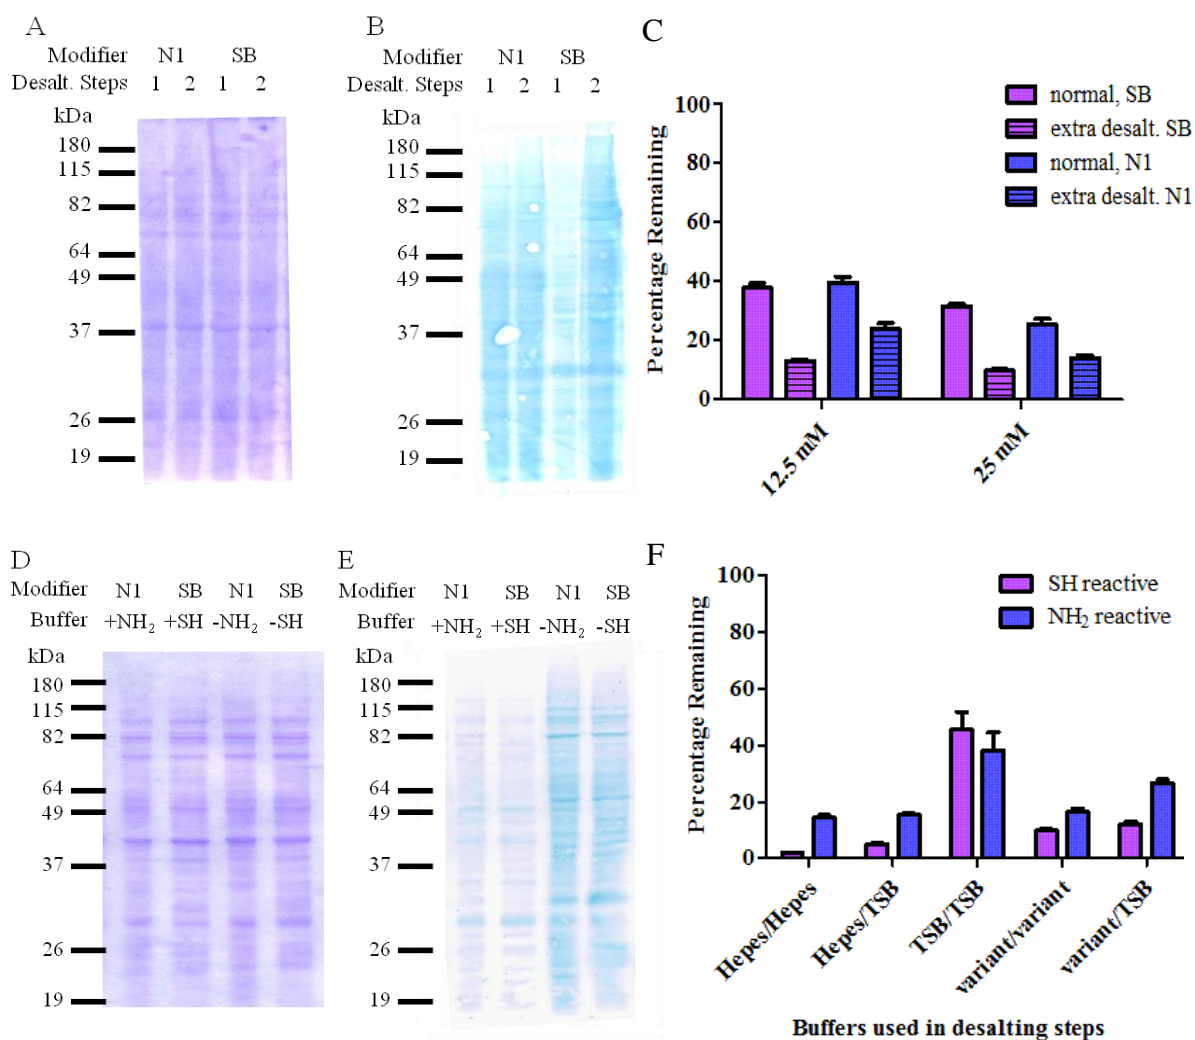 A
Modifier N1 SB
Desalt. Steps 1 2 1 2
kDa
180
115
82
64
49
37
26
19
B
Modifier N1 SB
Desalt. Steps 1 2 1 2
kDa
180
115
82
64
49
37
26
19
C
Percentage Remaining
100
80
60
40
20
0
normal, SB
extra desalt. SB
normal, N1
extra desalt. N1
12.5 mM
25 mM
D
Modifier N1 SB N1 SB
Buffer +NH₂ +SH -NH₂ -SH
kDa
180
115
82
64
49
37
26
19
E
Modifier N1 SB N1 SB
Buffer +NH₂ +SH -NH₂ -SH
kDa
180
115
82
64
49
37
26
19
F
Percentage Remaining
100
80
60
40
20
0
SH reactive
NH₂ reactive
Hepes/Hepes
Hepes/TSB
TSB/TSB
variant/variant
variant/TSB
Buffers used in desalting steps